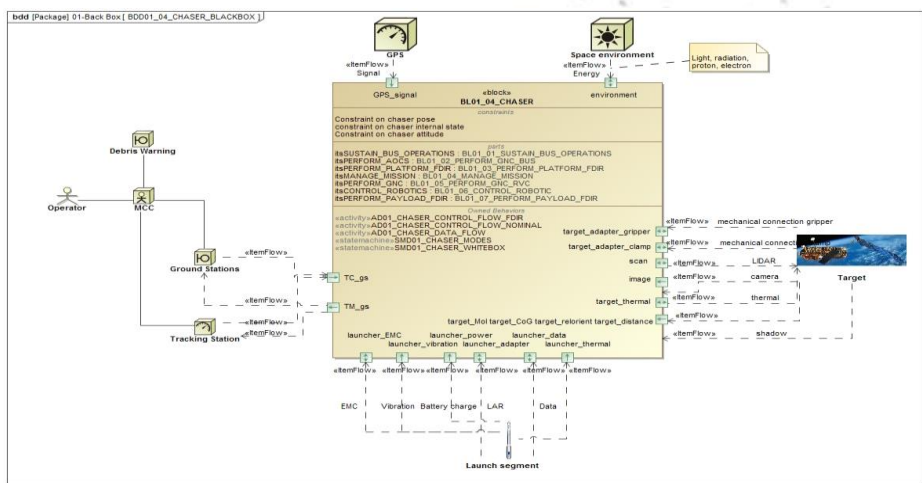 bdd [Package] 01-Back Box [ BDD01_04_CHASER_BLACKBOX ]
GPS
Space environment
«ItemFlow»
Signal
«ItemFlow»
Energy
Light, radiation,
proton, electron
GPS_signal
«block»
BL01_04_CHASER
environment
constraints
Constraint on chaser pose
constraint on chaser internal state
Constraint on chaser attitude
parts
itsSUSTAIN_BUS_OPERATIONS : BL01_01_SUSTAIN_BUS_OPERATIONS
itsPERFORM_AOCS : BL01_02_PERFORM_GNC_BUS
itsPERFORM_PLATFORM_FDIR : BL01_03_PERFORM_PLATFORM_FDIR
itsMANAGE_MISSION : BL01_04_MANAGE_MISSION
itsPERFORM_GNC : BL01_05_PERFORM_GNC_RVC
itsCONTROL_ROBOTICS : BL01_06_CONTROL_ROBOTIC
itsPERFORM_PAYLOAD_FDIR : BL01_07_PERFORM_PAYLOAD_FDIR
Owned Behaviors
«activity»AD01_CHASER_CONTROL_FLOW_FDIR
«activity»AD01_CHASER_CONTROL_FLOW_NOMINAL
«activity»AD01_CHASER_DATA_FLOW
«statemachine»SMD01_CHASER_MODES
«statemachine»SMD01_CHASER_WHITEBOX
Debris Warning
Operator
MCC
Ground Stations
Tracking Station
«ItemFlow»
«ItemFlow»
«ItemFlow»
«ItemFlow»
TC_gs
TM_gs
target_adapter_gripper
target_adapter_clamp
scan
image
target_thermal
target_MoI target_CoG target_relorient target_distance
«ItemFlow»
mechanical connection gripper
«ItemFlow»
mechanical connection
«ItemFlow»
LIDAR
«ItemFlow»
camera
«ItemFlow»
thermal
«ItemFlow»
«ItemFlow»
shadow
Target
launcher_EMC
launcher_power
launcher_data
launcher_vibration
launcher_adapter
launcher_thermal
«ItemFlow»
«ItemFlow»
«ItemFlow»
«ItemFlow»
«ItemFlow»
«ItemFlow»
EMC
Vibration
Battery charge
LAR
Data
Launch segment